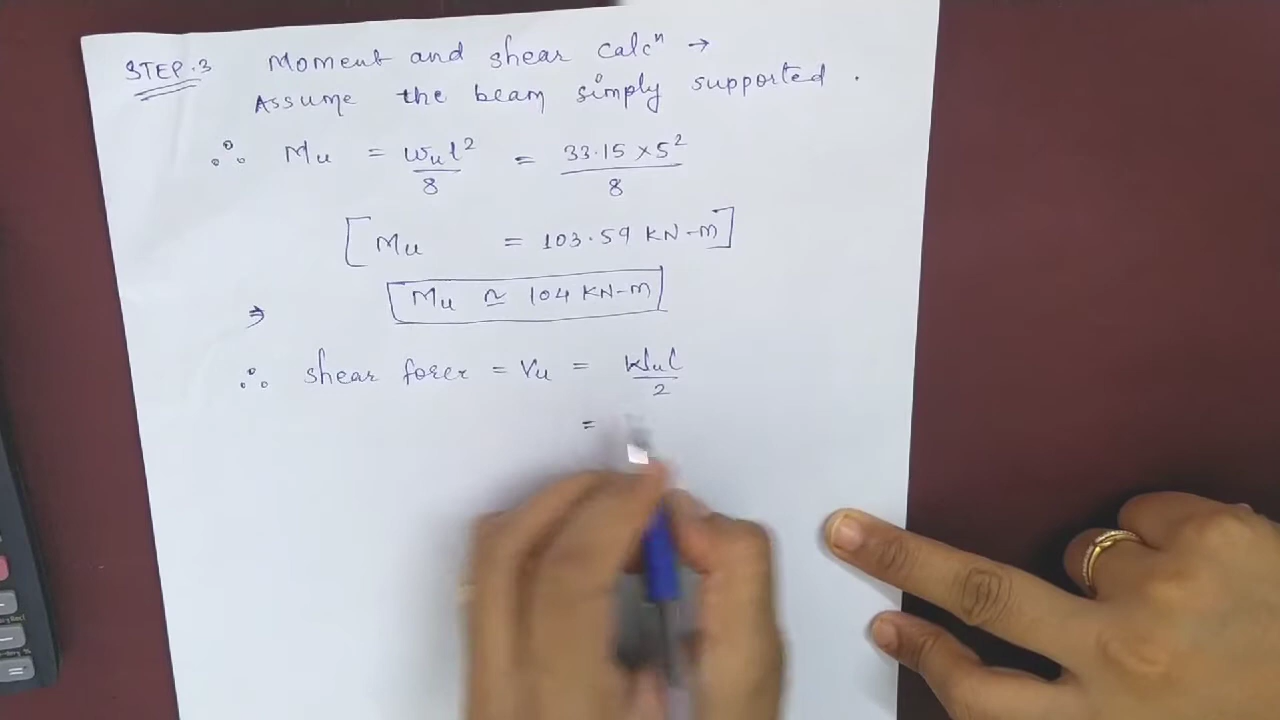 STEP.3 Moment and shear calcⁿ →
Assume the beam simply supported.
∴ Mu = wul²/8 = 33.15 × 5²/8
[Mu = 103.59 KN-m]
⇒ Mu ≃ 104 KN-m
∴ shear forcr = Vu = Wul/2
=